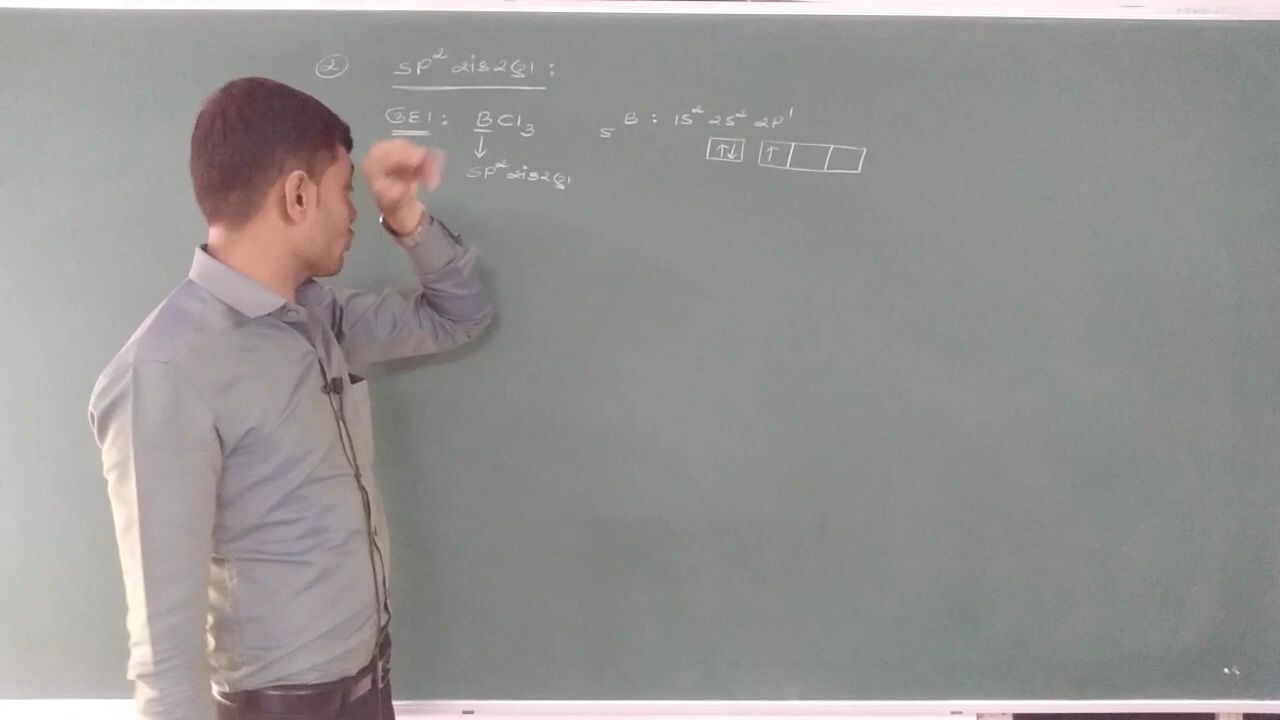 ② SP² સંકરણ :
ઉદા : BCl₃ ₅B : 1S² 2S² 2P¹
↓ ↑↓ ↑
SP² સંકરણ